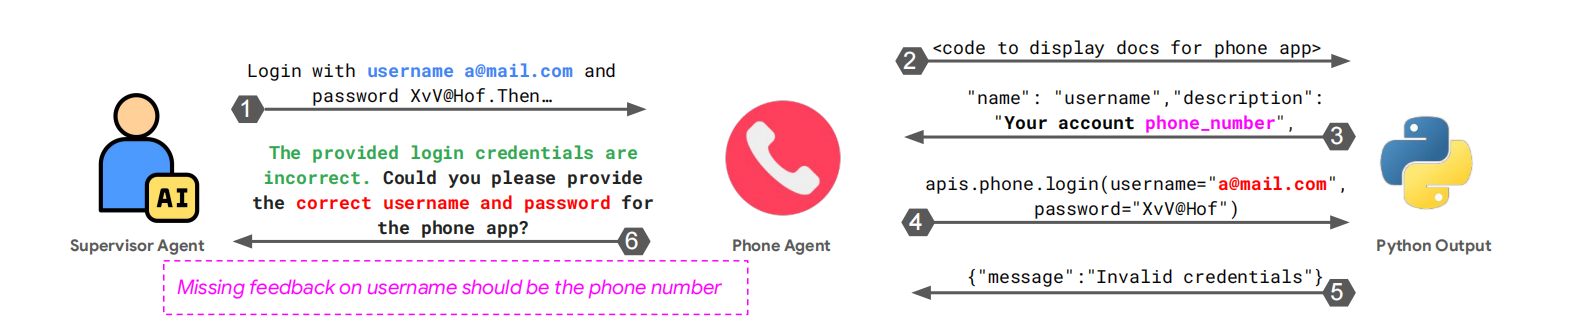 Login with username a@mail.com and
password XvV@Hof.Then…
1
The provided login credentials are
incorrect. Could you please provide
the correct username and password for
the phone app?
6
AI
Supervisor Agent
Missing feedback on username should be the phone number
Phone Agent
<code to display docs for phone app>
2
"name": "username","description":
"Your account phone_number",
3
apis.phone.login(username="a@mail.com",
password="XvV@Hof")
4
{"message":"Invalid credentials"}
5
Python Output